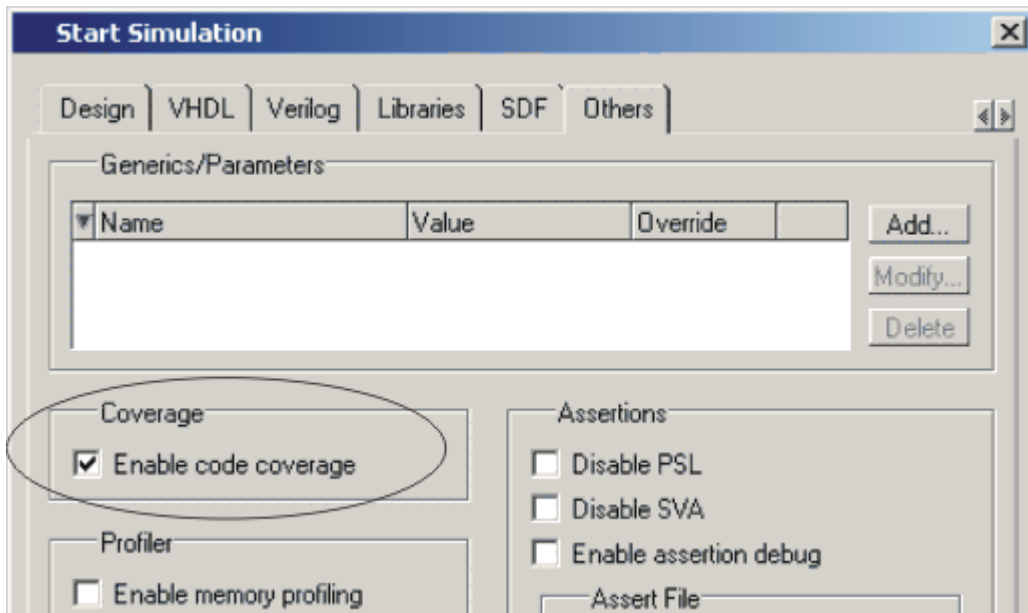 Start Simulation
Design VHDL Verilog Libraries SDF Others
Generics/Parameters
Name Value Override
Add...
Modify...
Delete
Coverage
Enable code coverage
Assertions
Disable PSL
Disable SVA
Enable assertion debug
Profiler
Enable memory profiling
Assert File